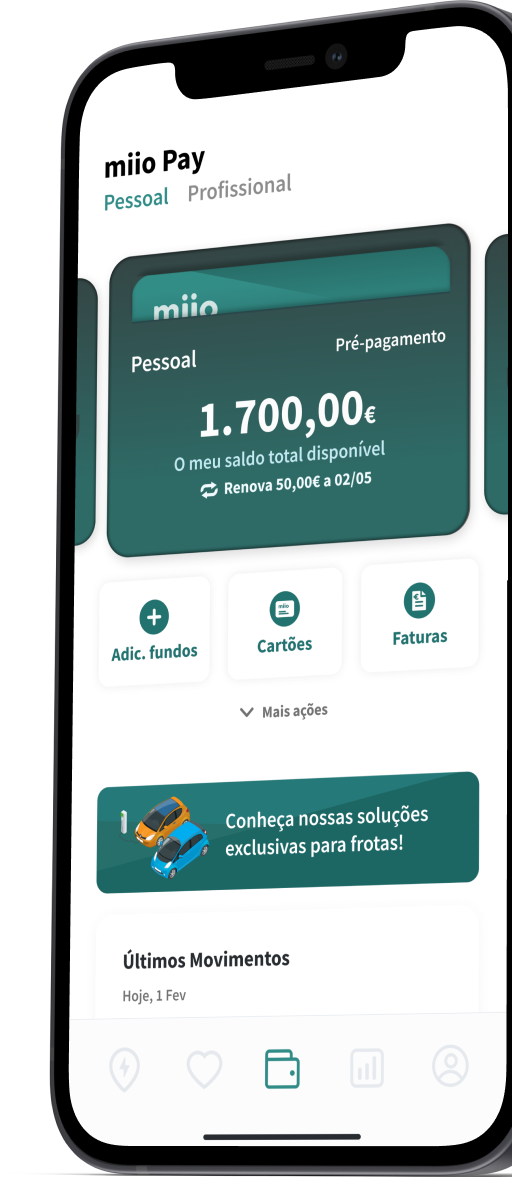 miio Pay
Pessoal Profissional
miio
Pessoal
Pré-pagamento
1.700,00€
O meu saldo total disponível
Renova 50,00€ a 02/05
Adic. fundos
miio
Cartões
€
Faturas
Mais ações
Conheça nossas soluções
exclusivas para frotas!
Últimos Movimentos
Hoje, 1 Fev